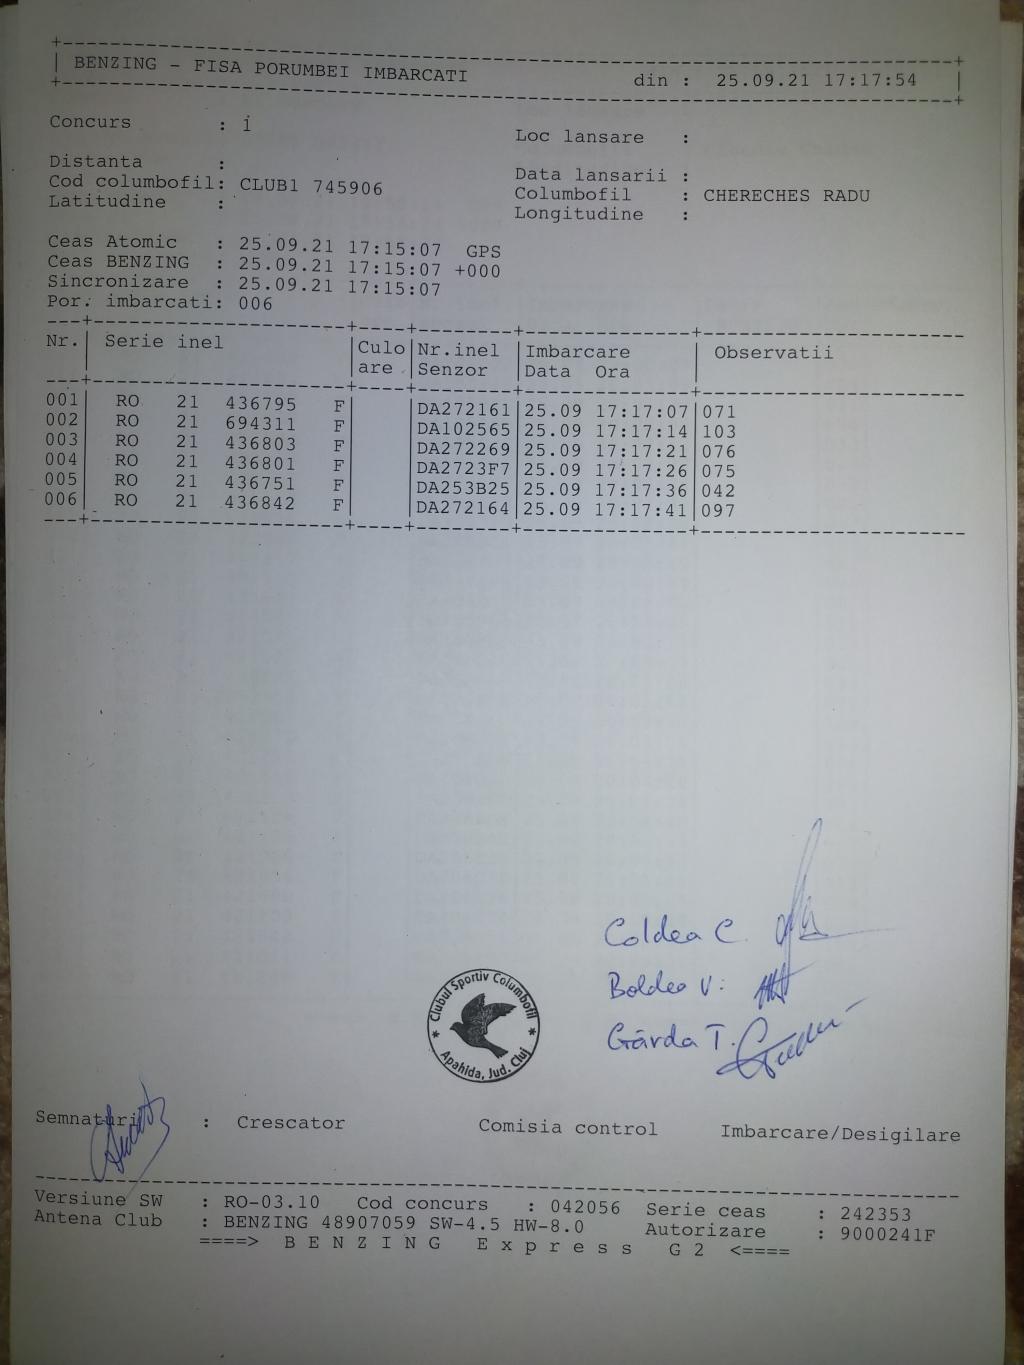 BENZING - FISA PORUMBEI IMBARCATI din : 25.09.21 17:17:54
Concurs : i Loc lansare :
Distanta : Data lansarii :
Cod columbofil: CLUB1 745906 Columbofil : CHERECHES RADU
Latitudine : Longitudine :
Ceas Atomic : 25.09.21 17:15:07 GPS
Ceas BENZING : 25.09.21 17:15:07 +000
Sincronizare : 25.09.21 17:15:07
Por. imbarcati: 006
Nr. Serie inel Culo Nr.inel Imbarcare Observatii
are Senzor Data Ora
001 RO 21 436795 F DA272161 25.09 17:17:07 071
002 RO 21 694311 F DA102565 25.09 17:17:14 103
003 RO 21 436803 F DA272269 25.09 17:17:21 076
004 RO 21 436801 F DA2723F7 25.09 17:17:26 075
005 RO 21 436751 F DA253B25 25.09 17:17:36 042
006 RO 21 436842 F DA272164 25.09 17:17:41 097
Coldea C.
Boldea V.
Gârda T.
Clubul Sportiv Columbofil
* Apahida, Jud. Cluj *
Semnaturi : Crescator Comisia control Imbarcare/Desigilare
Versiune SW : RO-03.10 Cod concurs : 042056 Serie ceas : 242353
Antena Club : BENZING 48907059 SW-4.5 HW-8.0 Autorizare : 9000241F
====> B E N Z I N G E x p r e s s G 2 <====